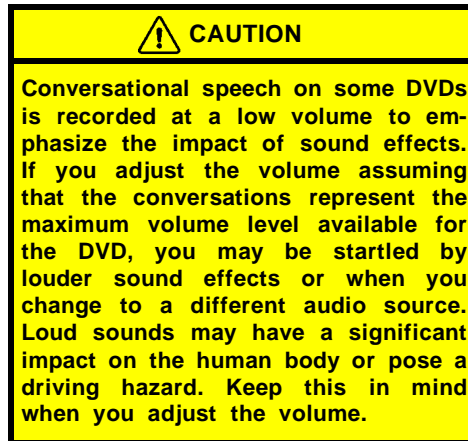 CAUTION
Conversational speech on some DVDs
is recorded at a low volume to em-
phasize the impact of sound effects.
If you adjust the volume assuming
that the conversations represent the
maximum volume level available for
the DVD, you may be startled by
louder sound effects or when you
change to a different audio source.
Loud sounds may have a significant
impact on the human body or pose a
driving hazard. Keep this in mind
when you adjust the volume.